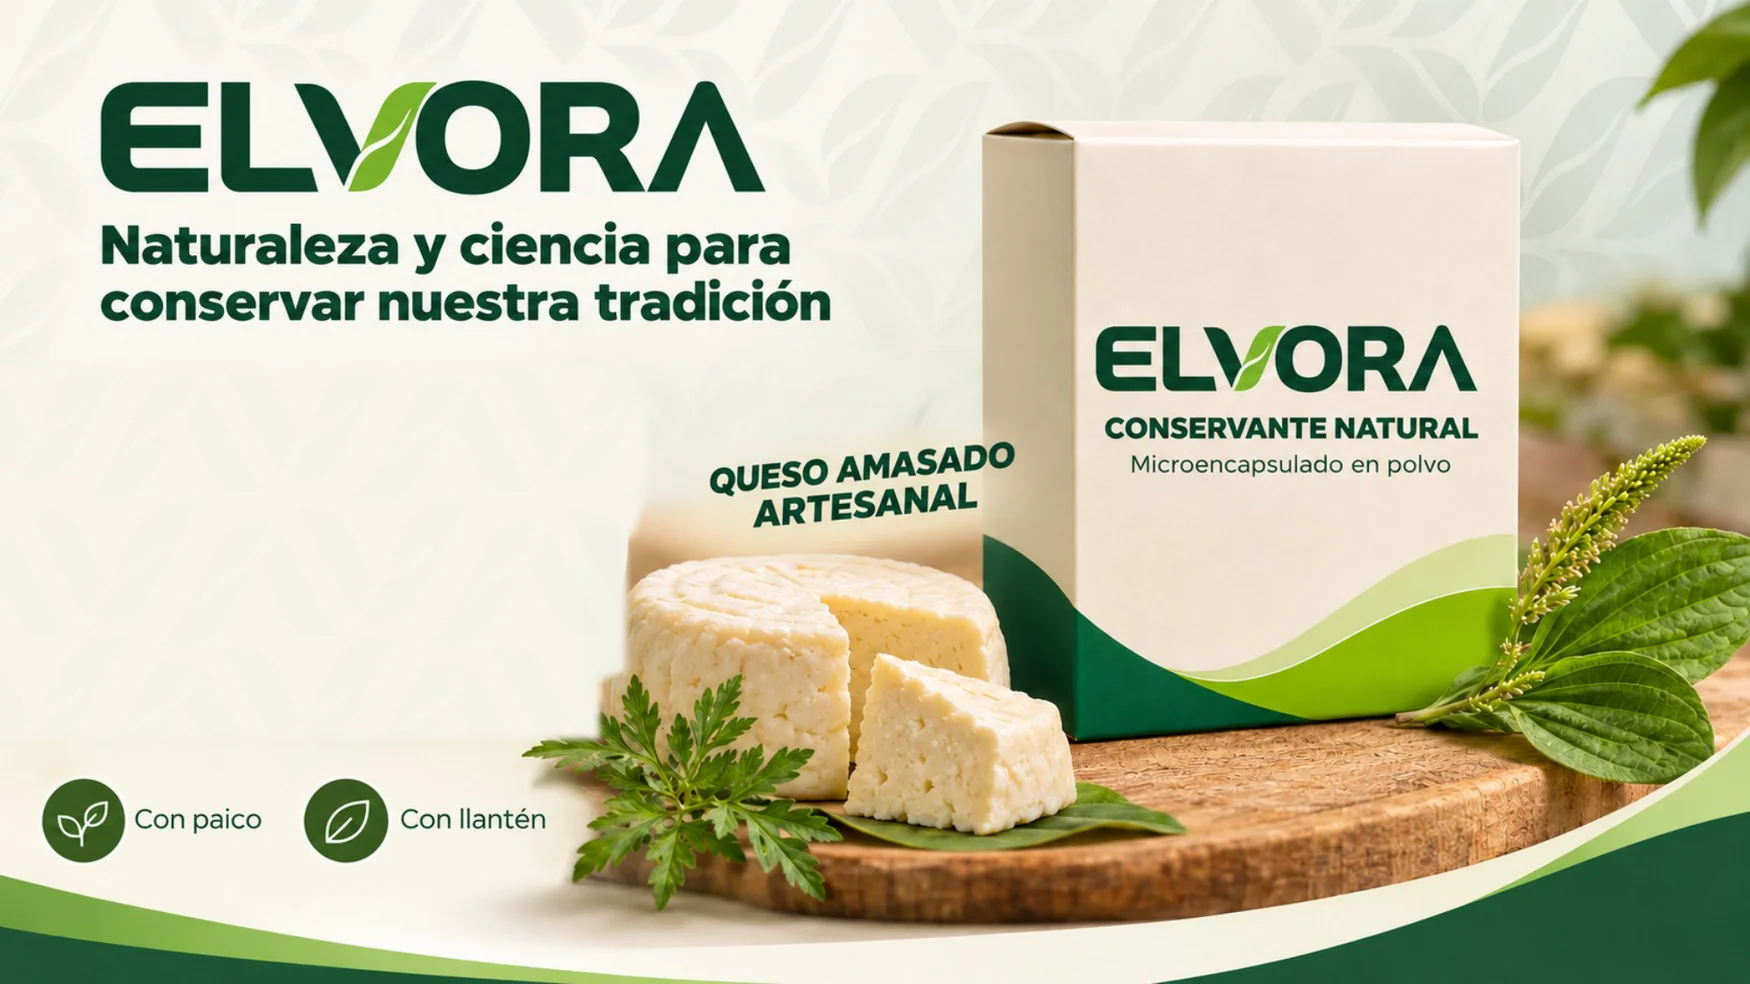 ELVORA
Naturaleza y ciencia para
conservar nuestra tradición
ELVORA
CONSERVANTE NATURAL
Microencapsulado en polvo
QUESO AMASADO
ARTESANAL
Con paico
Con llantén